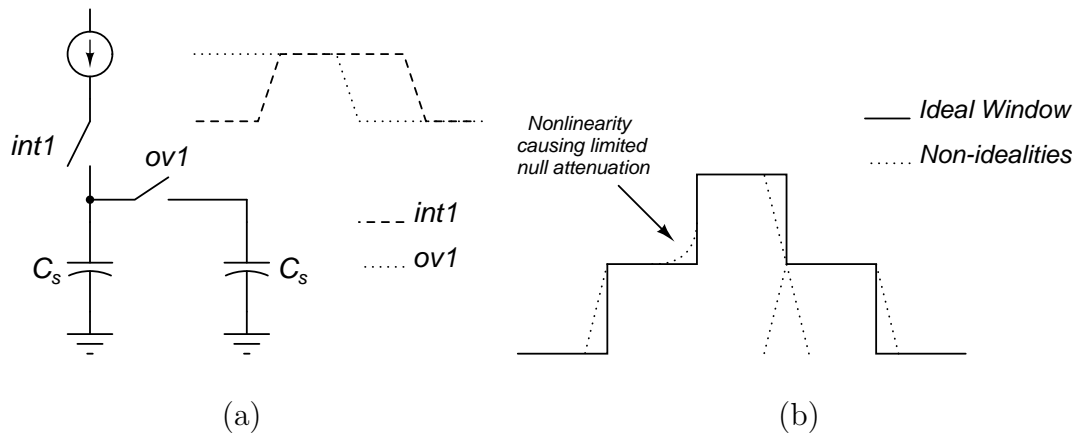 int1
ov1
C_s
C_s
int1
ov1
(a)
Nonlinearity
causing limited
null attenuation
Ideal Window
Non-idealities
(b)